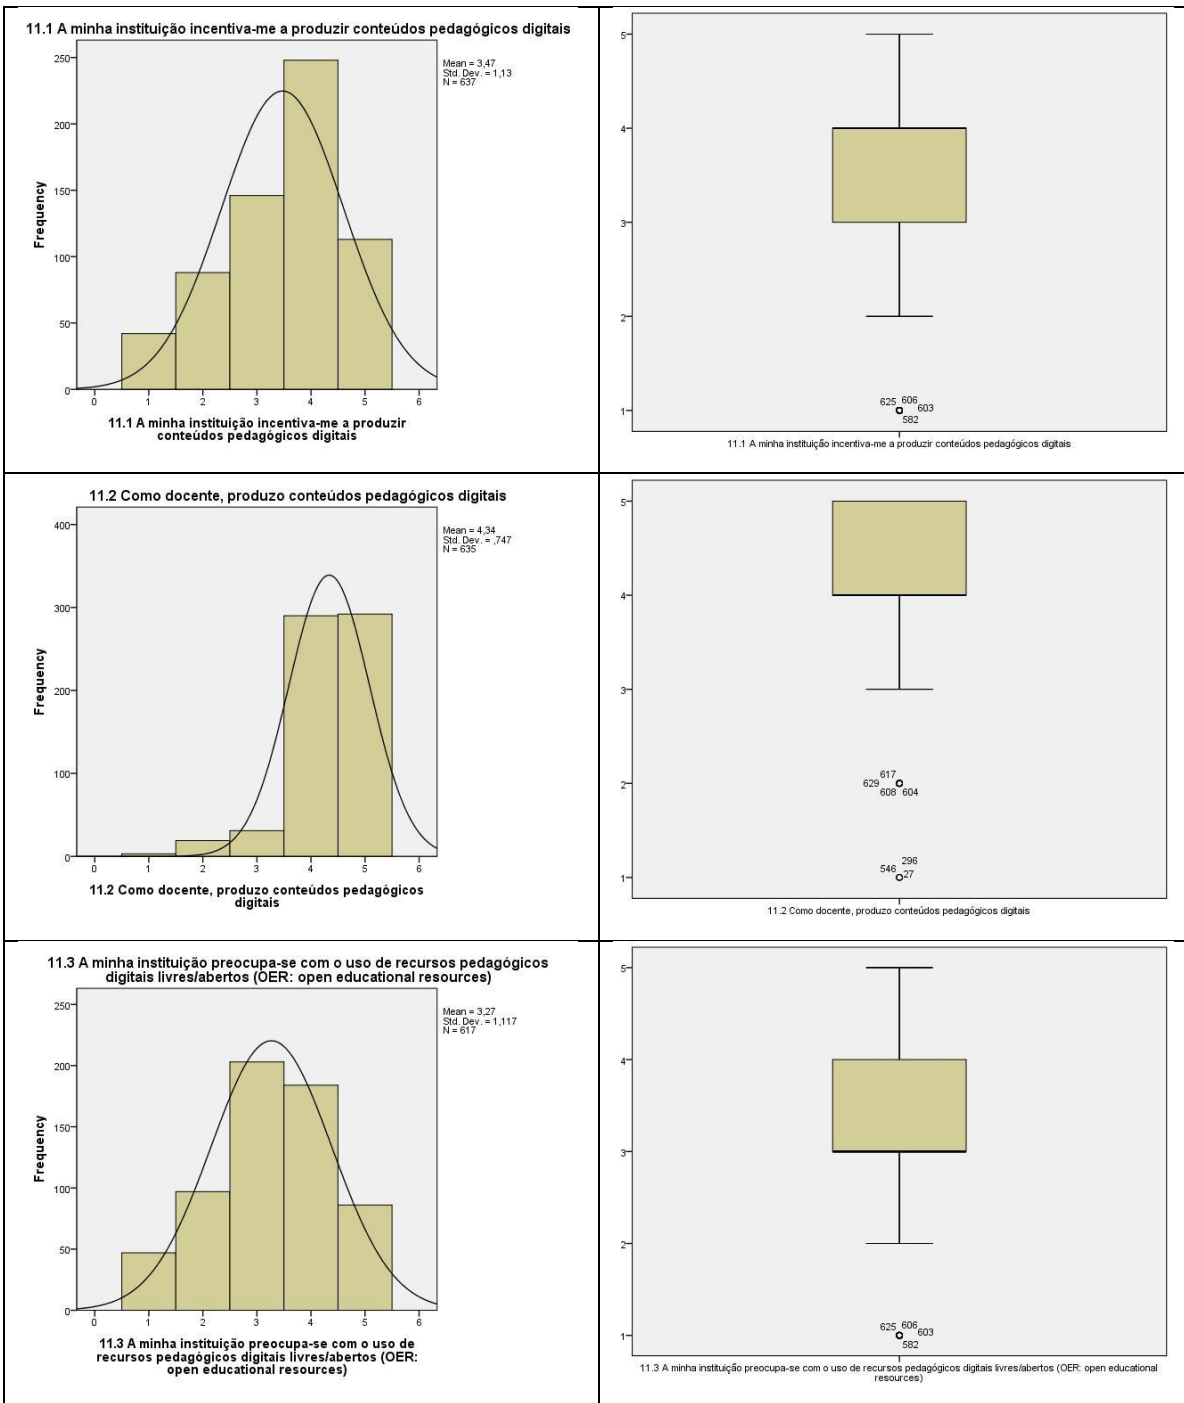 11.1 A minha instituição incentiva-me a produzir conteúdos pedagógicos digitais
Mean = 3,47
Std. Dev. = 1,13
N = 637
250
200
150
100
50
0
Frequency
0 1 2 3 4 5 6
11.1 A minha instituição incentiva-me a produzir
conteúdos pedagógicos digitais
5
4
3
2
1
625 606
603
582
11.1 A minha instituição incentiva-me a produzir conteúdos pedagógicos digitais
11.2 Como docente, produzo conteúdos pedagógicos digitais
Mean = 4,34
Std. Dev. = ,747
N = 635
400
300
200
100
0
Frequency
0 1 2 3 4 5 6
11.2 Como docente, produzo conteúdos pedagógicos
digitais
5
4
3
2
1
617
629
608 604
296
546 27
11.2 Como docente, produzo conteúdos pedagógicos digitais
11.3 A minha instituição preocupa-se com o uso de recursos pedagógicos
digitais livres/abertos (OER: open educational resources)
Mean = 3,27
Std. Dev. = 1,117
N = 617
250
200
150
100
50
0
Frequency
0 1 2 3 4 5 6
11.3 A minha instituição preocupa-se com o uso de
recursos pedagógicos digitais livres/abertos (OER:
open educational resources)
5
4
3
2
1
625 606
603
582
11.3 A minha instituição preocupa-se com o uso de recursos pedagógicos digitais livres/abertos (OER: open educational
resources)